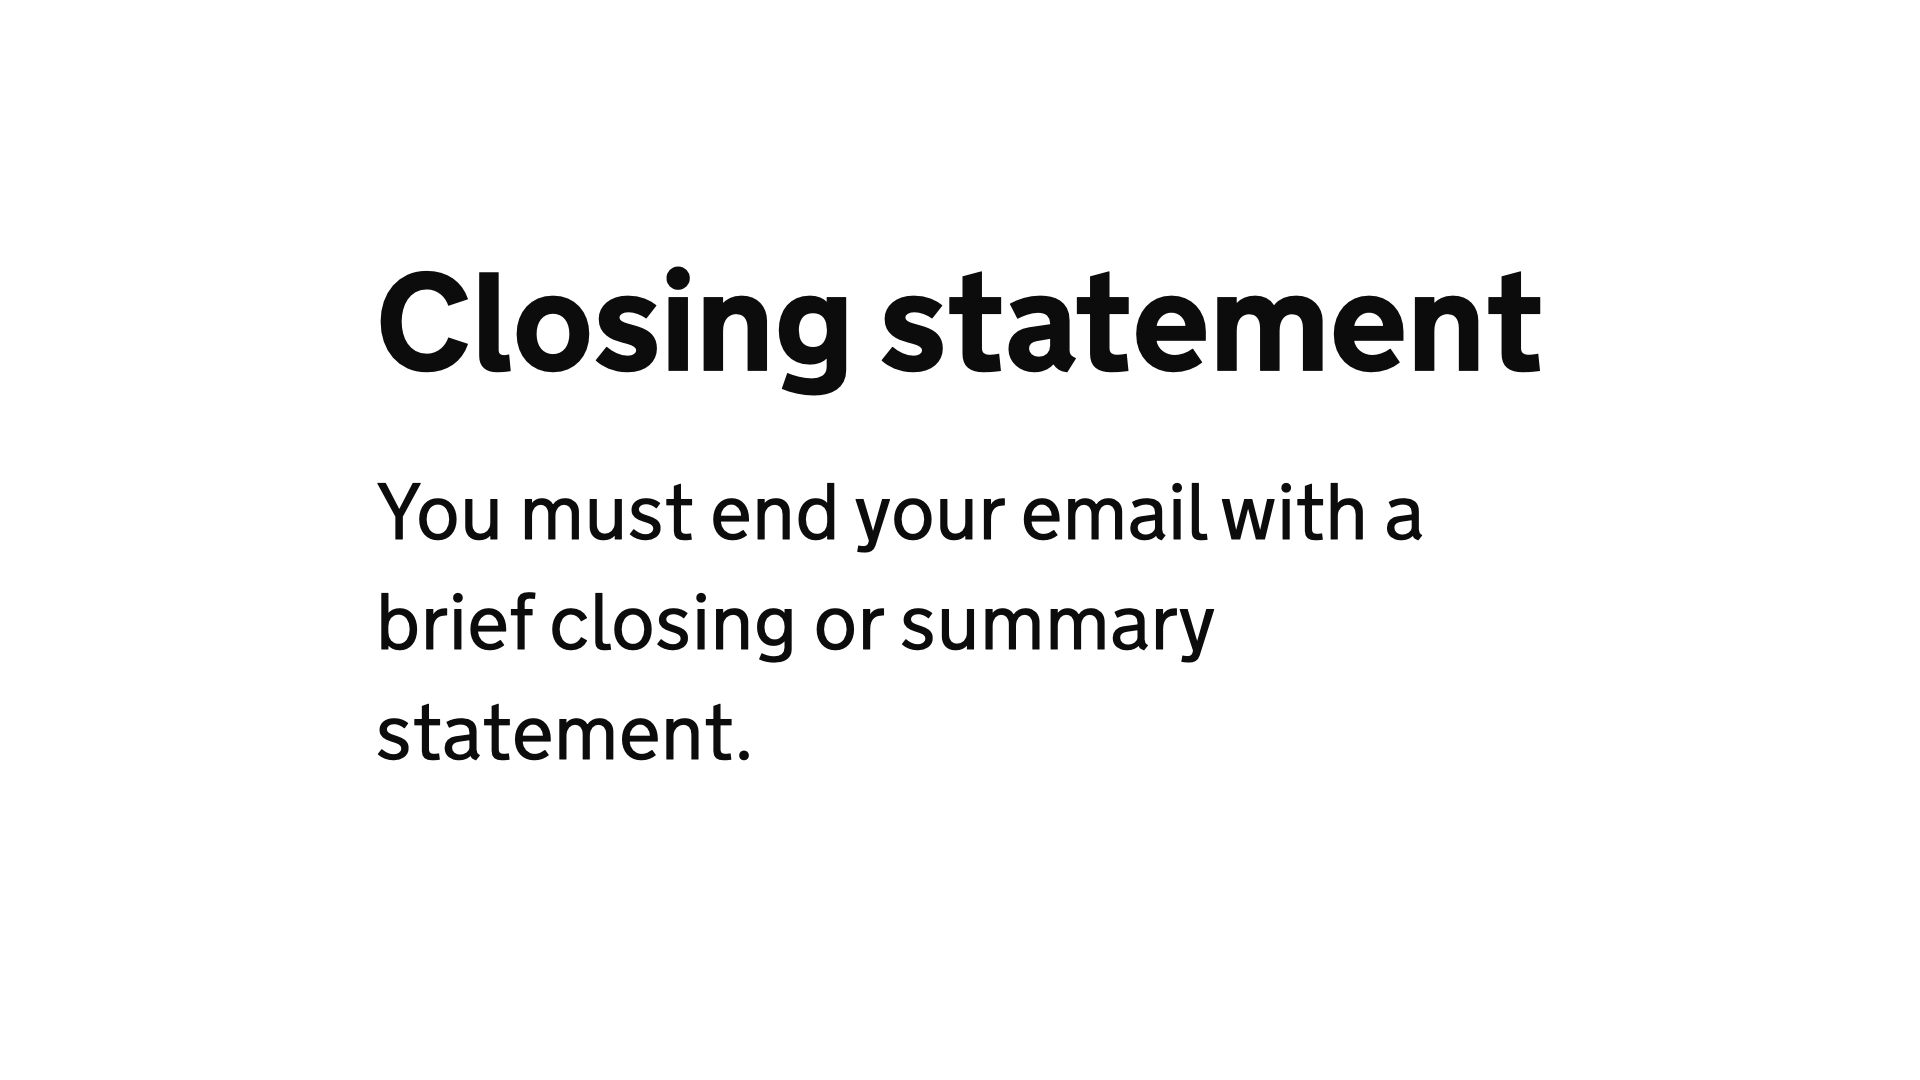 Closing statement
You must end your email with a
brief closing or summary
statement.